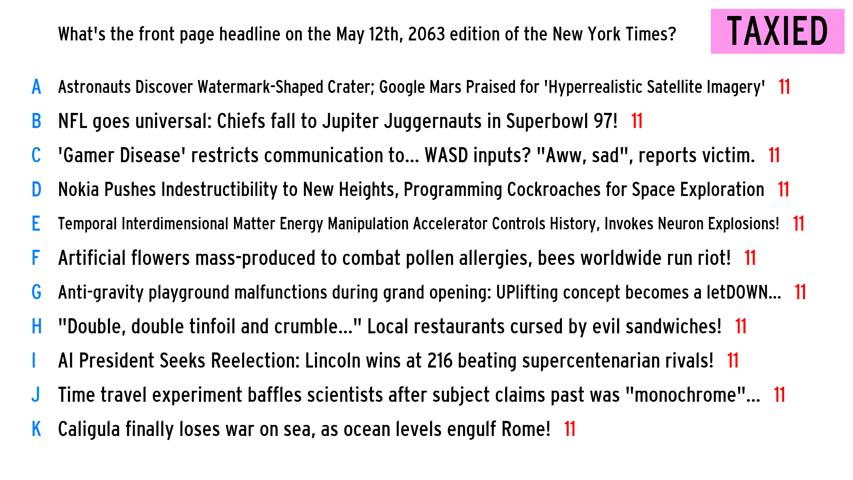 What's the front page headline on the May 12th, 2063 edition of the New York Times?
TAXIED
A Astronauts Discover Watermark-Shaped Crater; Google Mars Praised for 'Hyperrealistic Satellite Imagery' 11
B NFL goes universal: Chiefs fall to Jupiter Juggernauts in Superbowl 97! 11
C 'Gamer Disease' restricts communication to... WASD inputs? "Aww, sad", reports victim. 11
D Nokia Pushes Indestructibility to New Heights, Programming Cockroaches for Space Exploration 11
E Temporal Interdimensional Matter Energy Manipulation Accelerator Controls History, Invokes Neuron Explosions! 11
F Artificial flowers mass-produced to combat pollen allergies, bees worldwide run riot! 11
G Anti-gravity playground malfunctions during grand opening: UPlifting concept becomes a letDOWN... 11
H "Double, double tinfoil and crumble..." Local restaurants cursed by evil sandwiches! 11
I AI President Seeks Reelection: Lincoln wins at 216 beating supercentenarian rivals! 11
J Time travel experiment baffles scientists after subject claims past was "monochrome"... 11
K Caligula finally loses war on sea, as ocean levels engulf Rome! 11